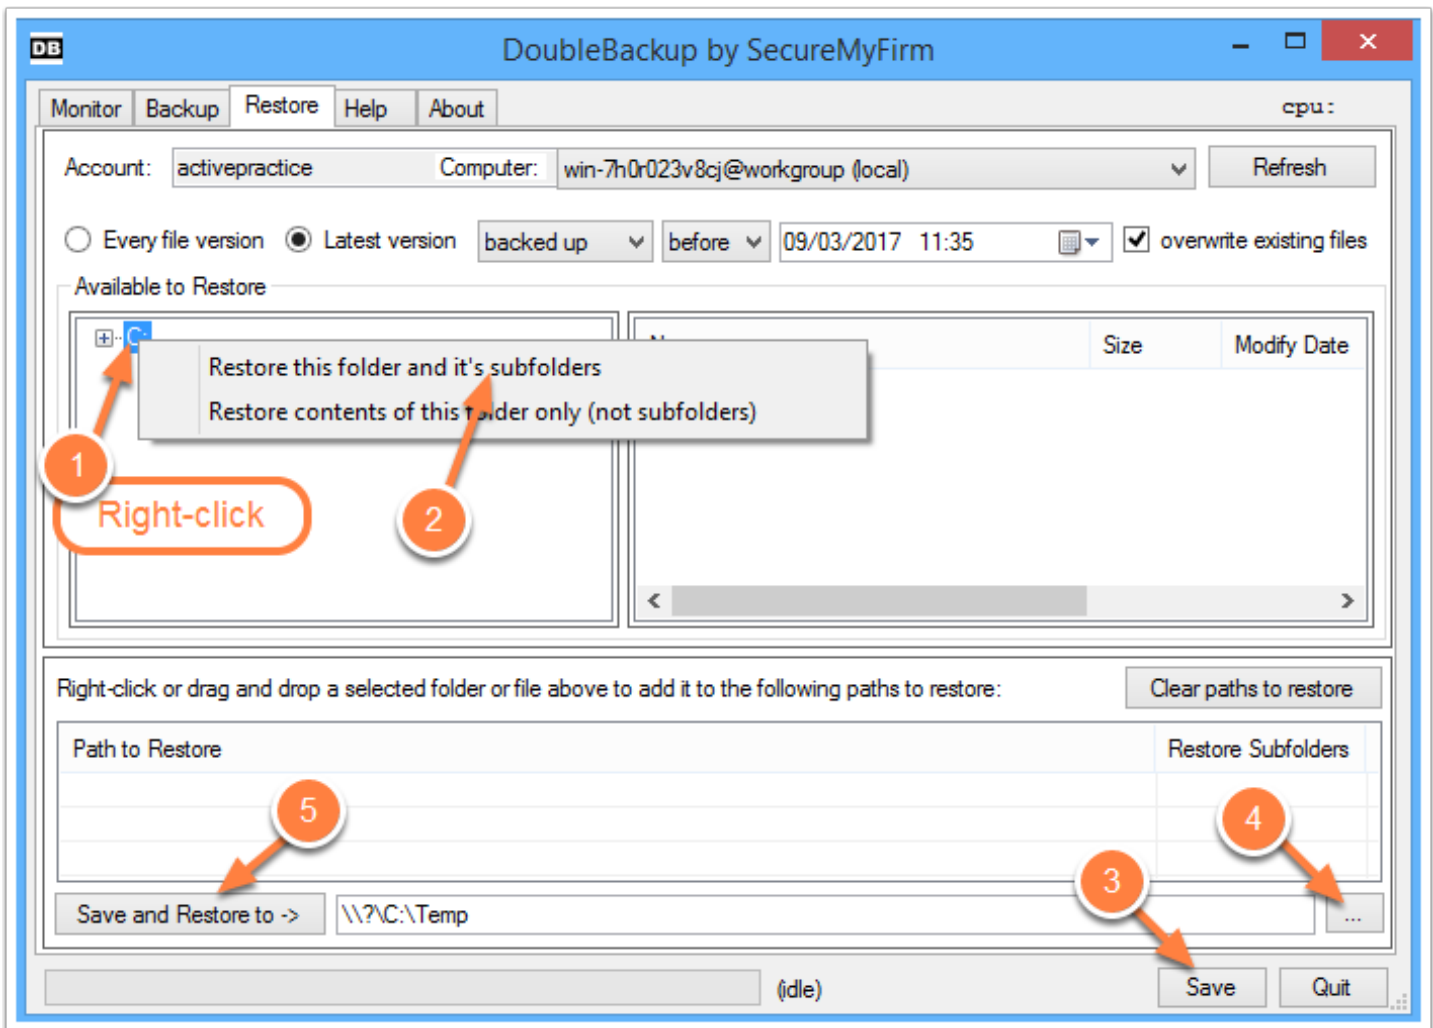 DB DoubleBackup by SecureMyFirm
Monitor Backup Restore Help About cpu:
Account: activepractice Computer: win-7h0r023v8cj@workgroup (local) Refresh
Every file version Latest version backed up before 09/03/2017 11:35 overwrite existing files
Available to Restore
C:
Size Modify Date
Restore this folder and it's subfolders
Restore contents of this folder only (not subfolders)
1
Right-click
2
Right-click or drag and drop a selected folder or file above to add it to the following paths to restore: Clear paths to restore
Path to Restore Restore Subfolders
5
4
3
Save and Restore to -> \\?\C:\Temp ...
(idle) Save Quit